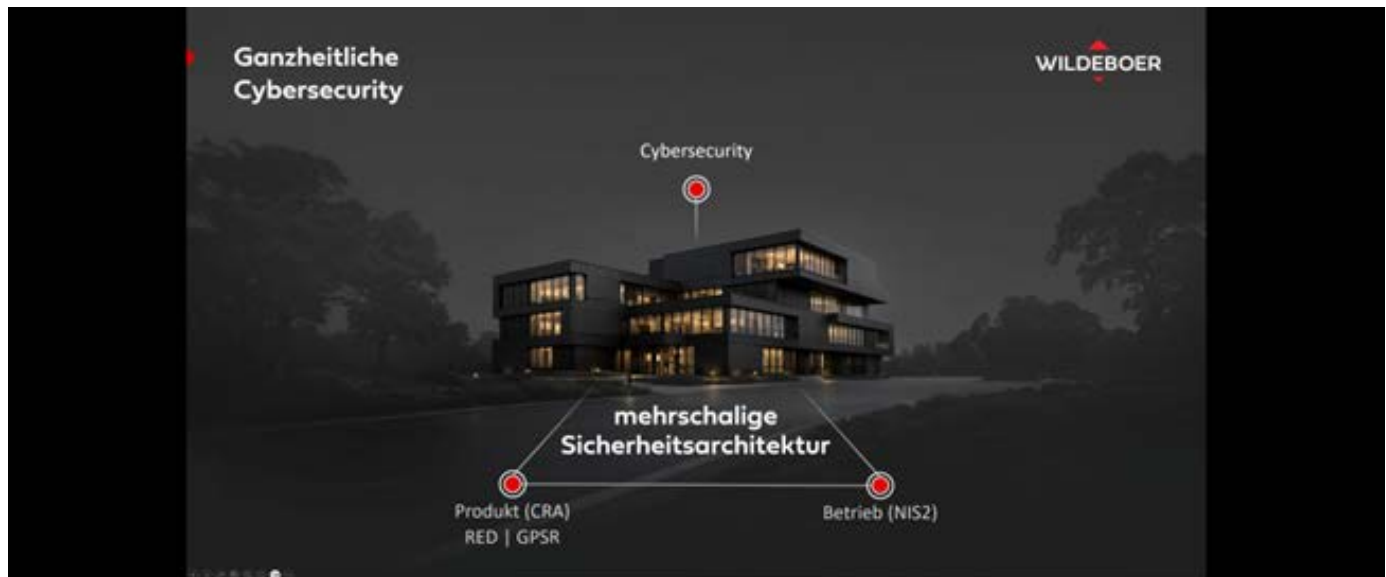 Ganzheitliche
Cybersecurity
WILDEBOER
Cybersecurity
mehrschalige
Sicherheitsarchitektur
Produkt (CRA)
RED | GPSR
Betrieb (NIS2)